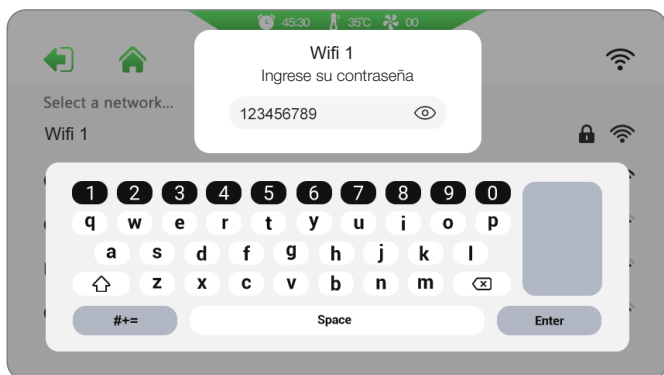 45:30 35°C 00
Wifi 1
Ingrese su contraseña
123456789
Select a network...
Wifi 1
1 2 3 4 5 6 7 8 9 0
q w e r t y u i o p
a s d f g h j k l
z x c v b n m
#+= Space Enter